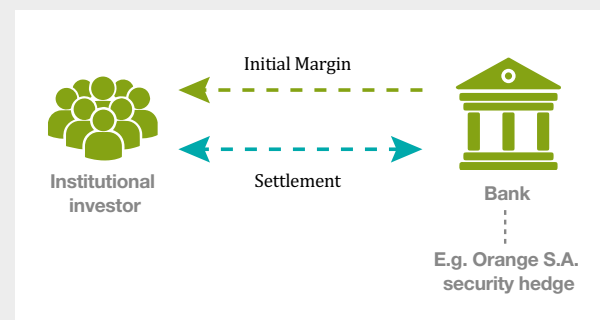 Initial Margin
Settlement
Institutional
investor
Bank
E.g. Orange S.A.
security hedge